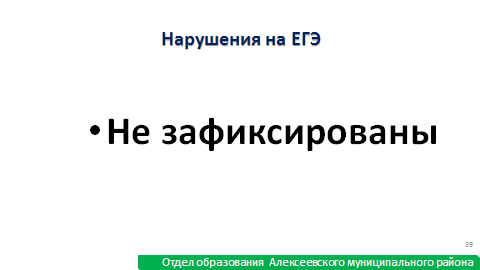 Нарушения на ЕГЭ
•Не зафиксированы
39
Отдел образования Алексеевского муниципального района